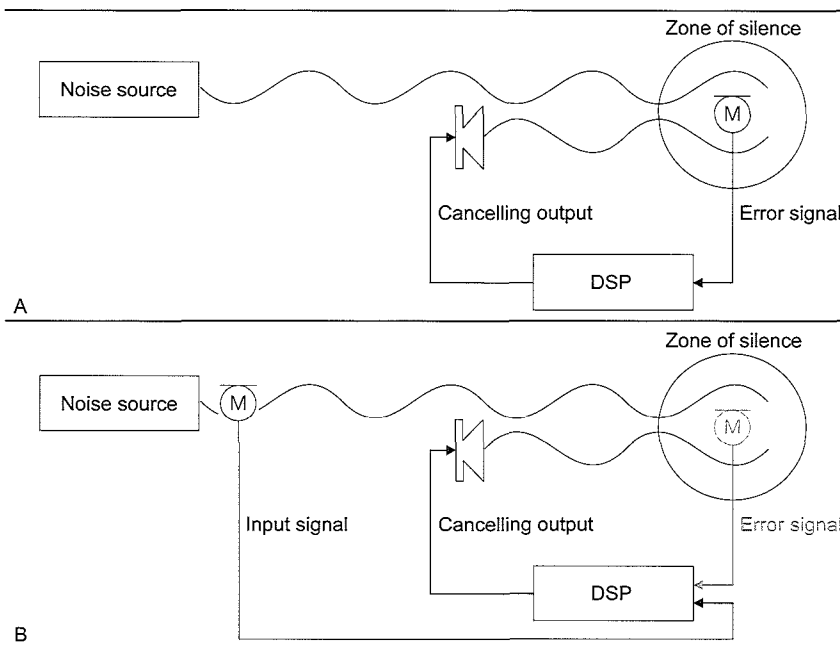 Zone of silence
Noise source
M
Cancelling output
Error signal
DSP
A
Zone of silence
Noise source
M
M
Input signal
Cancelling output
Error signal
DSP
B